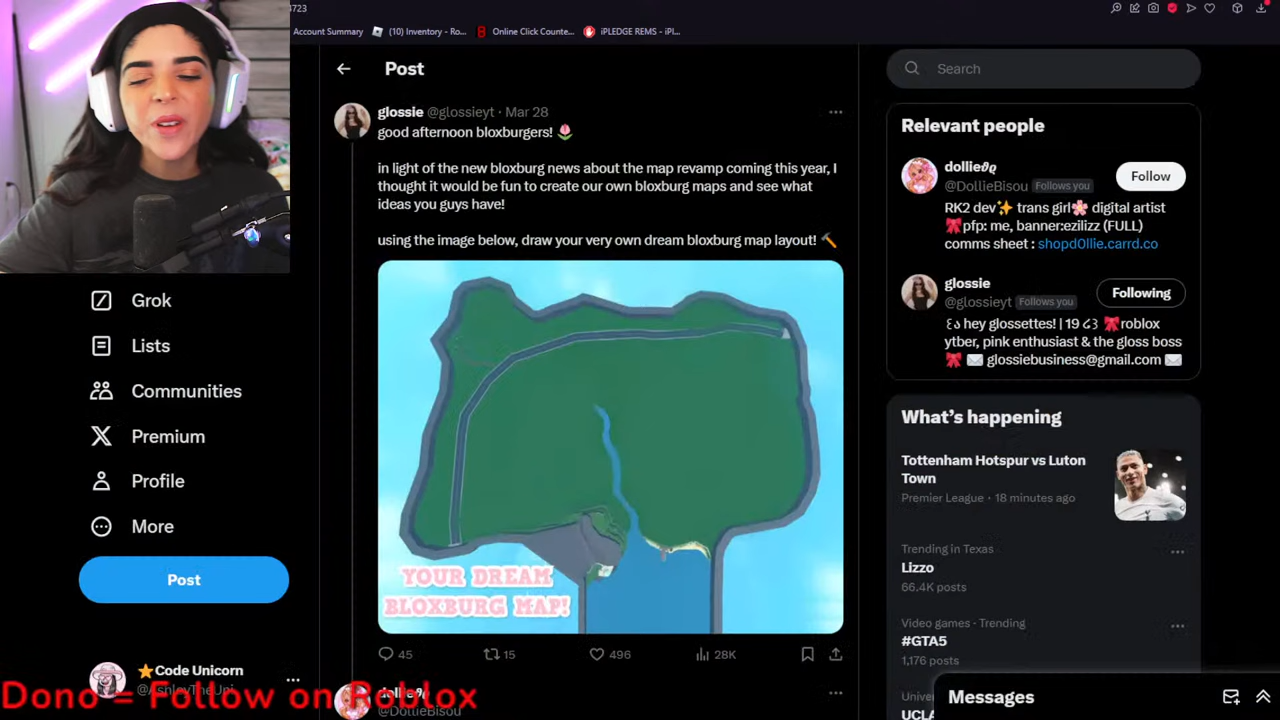 4723
Account Summary
(10) Inventory - Ro...
Online Click Counte...
iPLEDGE REMS - iPl...
Post
glossie @glossieyt · Mar 28
good afternoon bloxburgers! 🌷
in light of the new bloxburg news about the map revamp coming this year, I
thought it would be fun to create our own bloxburg maps and see what
ideas you guys have!
using the image below, draw your very own dream bloxburg map layout! 🔨
YOUR DREAM
BLOXBURG MAP!
45
15
496
28K
dollie
@DollieBisou
Grok
Lists
Communities
Premium
Profile
More
Post
⭐Code Unicorn
@AshleyTheUni
Dono = Follow on Roblox
Search
Relevant people
dollie𝜗𝜚
@DollieBisou Follows you
Follow
RK2 dev✨ trans girl🌸 digital artist
🎀pfp: me, banner:ezilizz (FULL)
comms sheet : shopd0llie.carrd.co
glossie
@glossieyt Follows you
Following
hey glossettes! | 19 🎀roblox
ytber, pink enthusiast & the gloss boss
🎀 ✉️ glossiebusiness@gmail.com ✉️
What's happening
Tottenham Hotspur vs Luton
Town
Premier League · 18 minutes ago
Trending in Texas
Lizzo
66.4K posts
Video games · Trending
#GTA5
1,176 posts
Univer
UCLA
Messages